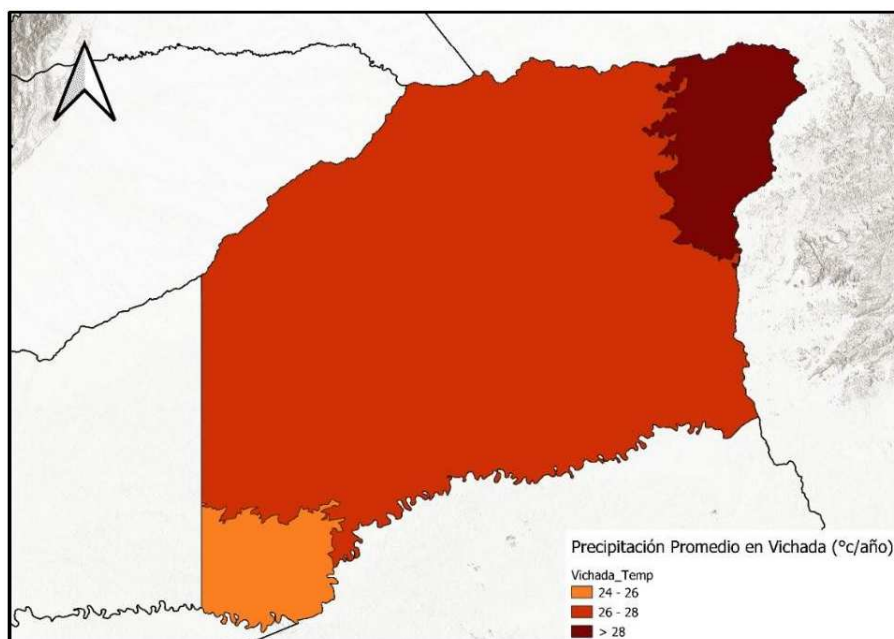 Precipitación Promedio en Vichada (°c/año)
Vichada_Temp
24 - 26
26 - 28
> 28